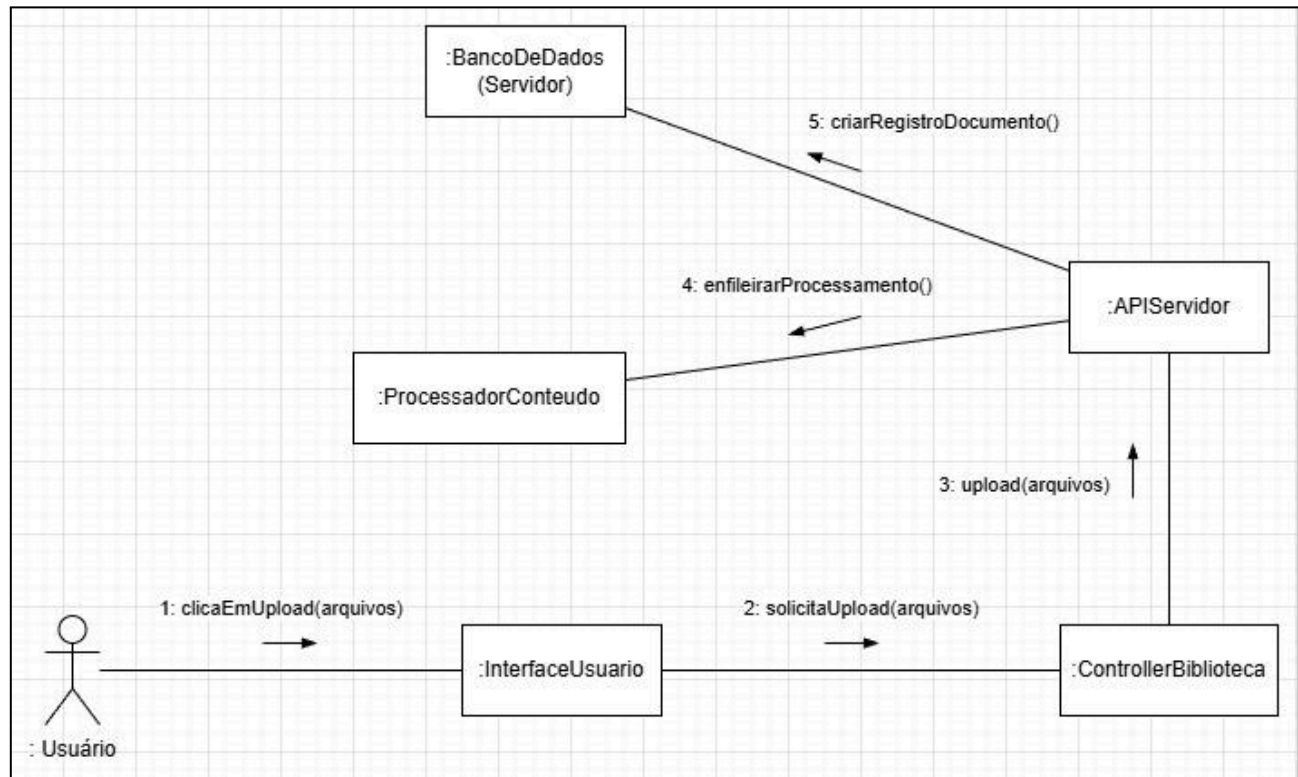 :BancoDeDados
(Servidor)
5: criarRegistroDocumento()
4: enfileirarProcessamento()
:APIServidor
:ProcessadorConteudo
3: upload(arquivos)
1: clicaEmUpload(arquivos)
2: solicitaUpload(arquivos)
:InterfaceUsuario
:ControllerBiblioteca
: Usuário